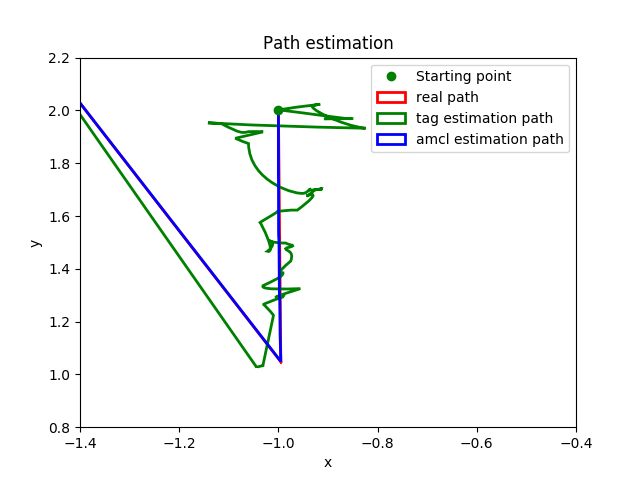 Path estimation
Starting point
real path
tag estimation path
amcl estimation path
2.2
2.0
1.8
1.6
1.4
1.2
1.0
0.8
y
−1.4 −1.2 −1.0 −0.8 −0.6 −0.4
x